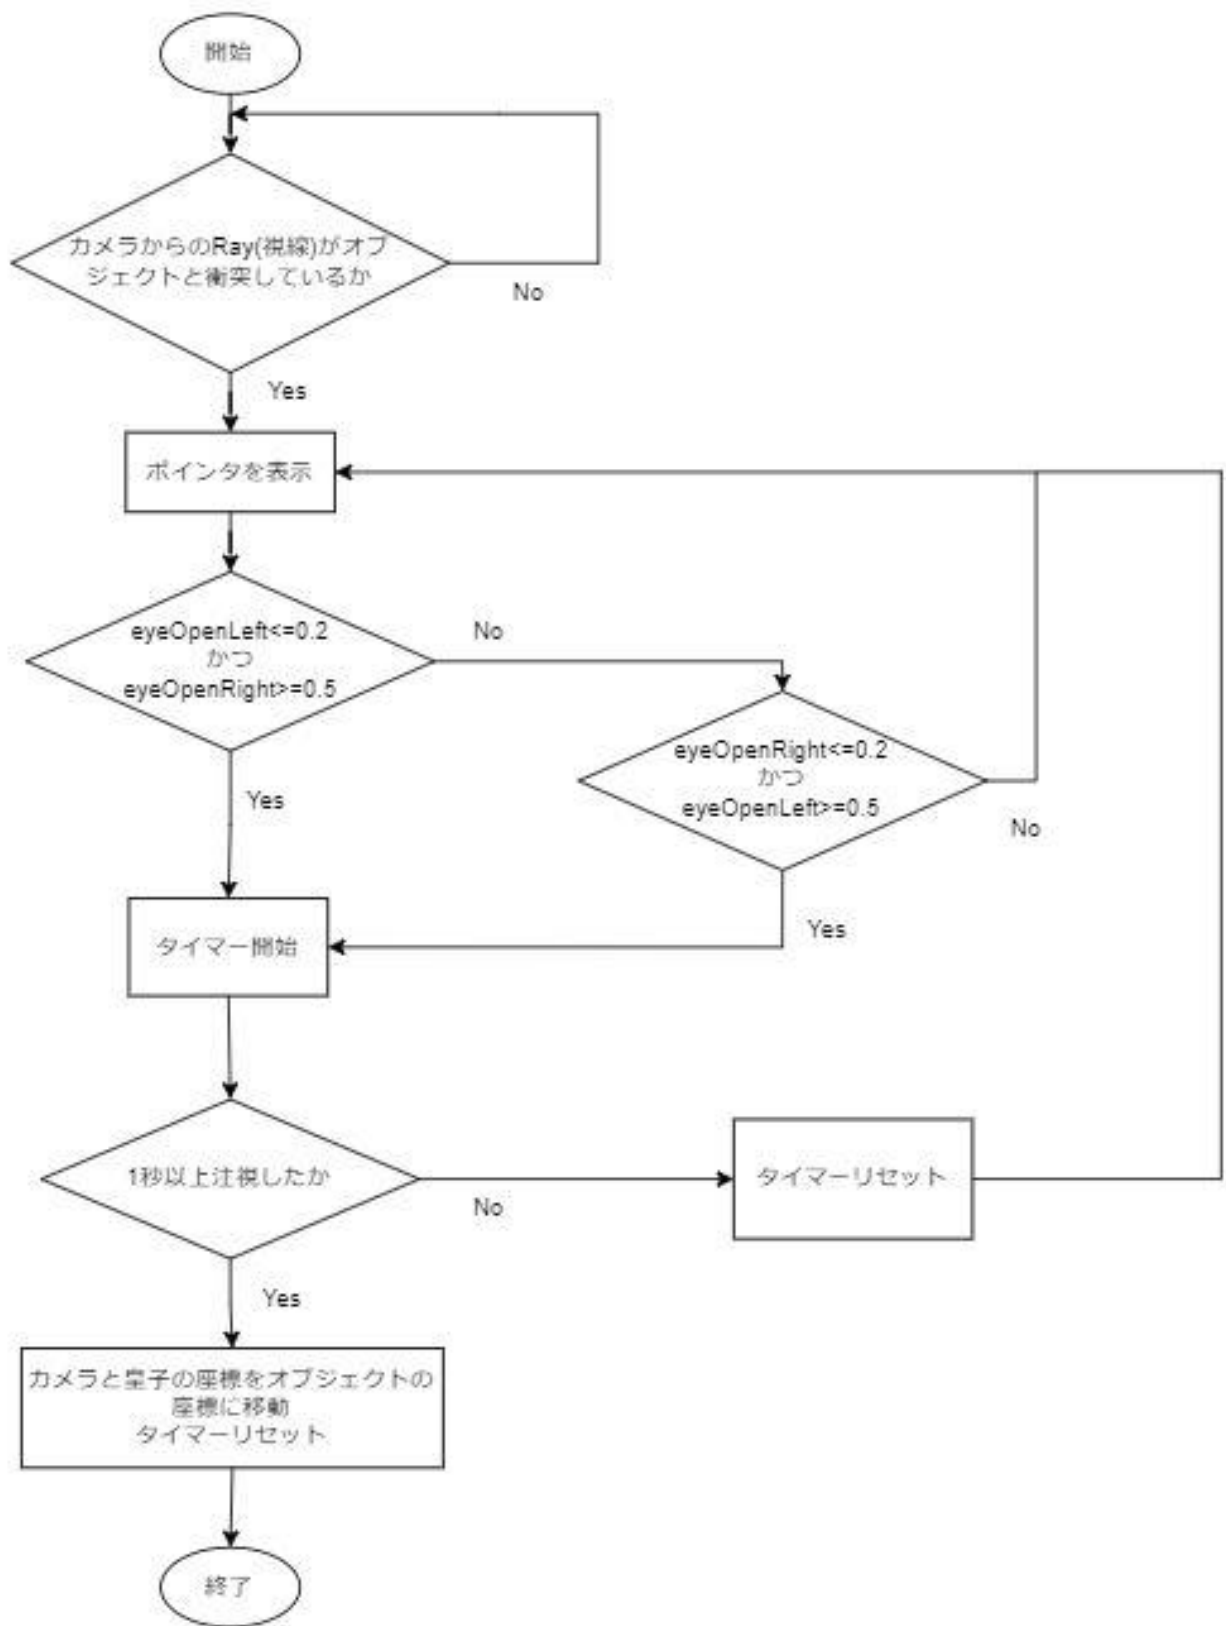 開始
カメラからのRay(視線)がオブ
ジェクトと衝突しているか
No
Yes
ポインタを表示
eyeOpenLeft<=0.2
かつ
eyeOpenRight>=0.5
No
Yes
eyeOpenRight<=0.2
かつ
eyeOpenLeft>=0.5
No
Yes
タイマー開始
1秒以上注視したか
No
タイマーリセット
Yes
カメラと皇子の座標をオブジェクトの
座標に移動
タイマーリセット
終了